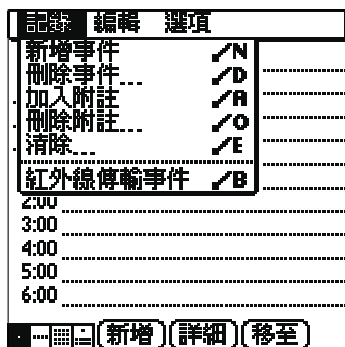 記錄 編輯 選項
新增事件 /N
刪除事件... /D
加入附註 /A
刪除附註... /O
清除... /E
紅外線傳輸事件 /B
2:00
3:00
4:00
5:00
6:00
新增 詳細 移至